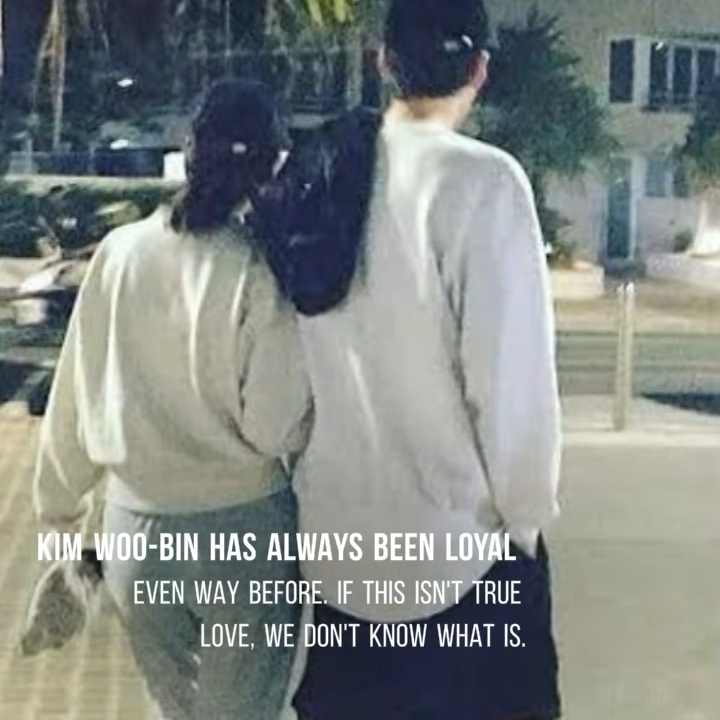 KIM WOO-BIN HAS ALWAYS BEEN LOYAL
EVEN WAY BEFORE. IF THIS ISN'T TRUE
LOVE, WE DON'T KNOW WHAT IS.